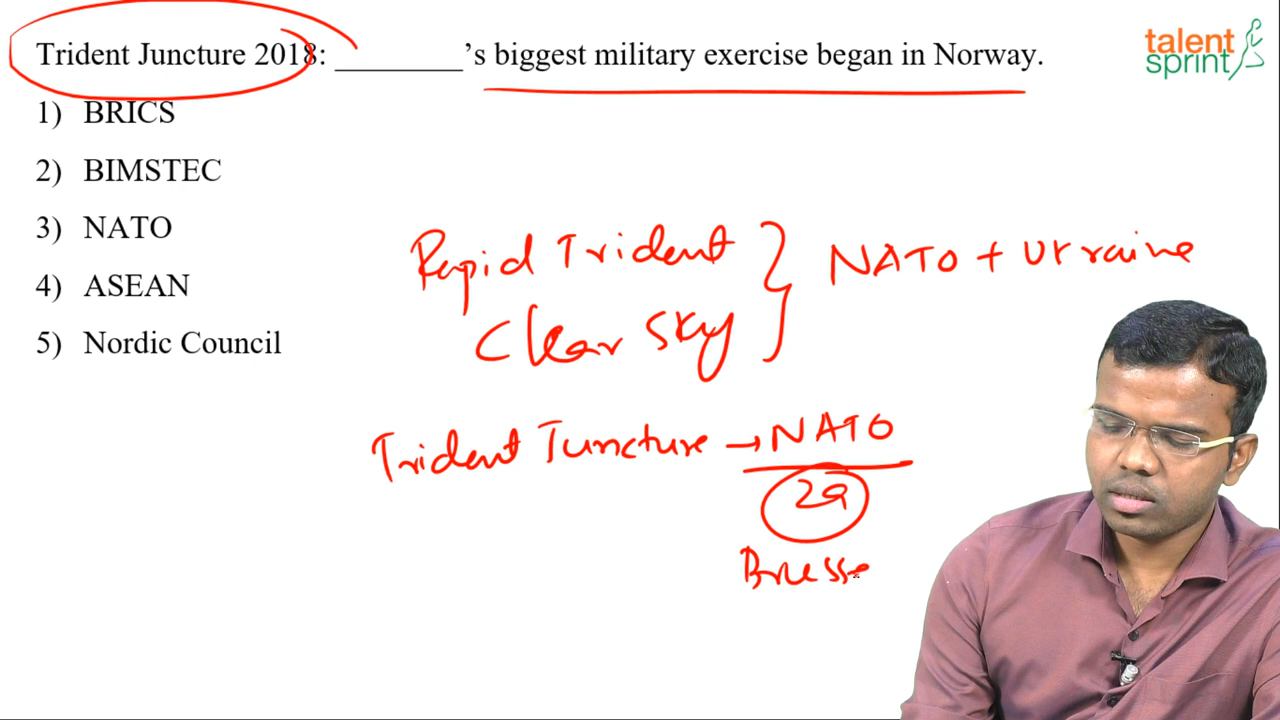 Trident Juncture 2018: ________'s biggest military exercise began in Norway.
talent
sprint
1) BRICS
2) BIMSTEC
3) NATO
4) ASEAN
5) Nordic Council
Rapid Trident
Clear Sky
NATO + Ukraine
Trident Juncture → NATO
29
Brusse